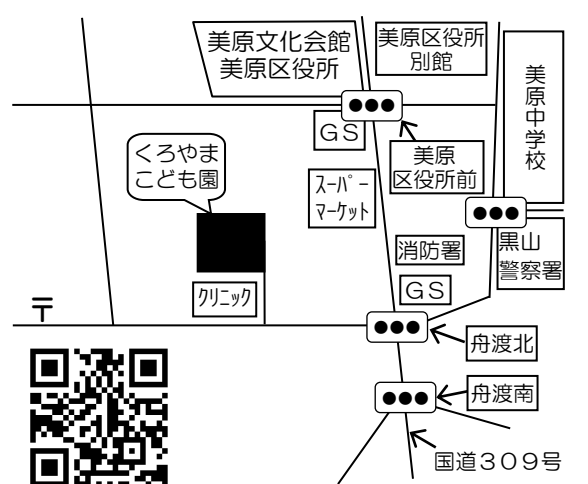 美原文化会館
美原区役所
美原区役所
別館
美原中学校
GS
美原
区役所前
くろやま
こども園
スーパー
マーケット
消防署
黒山
警察署
GS
クリニック
〒
舟渡北
舟渡南
国道309号